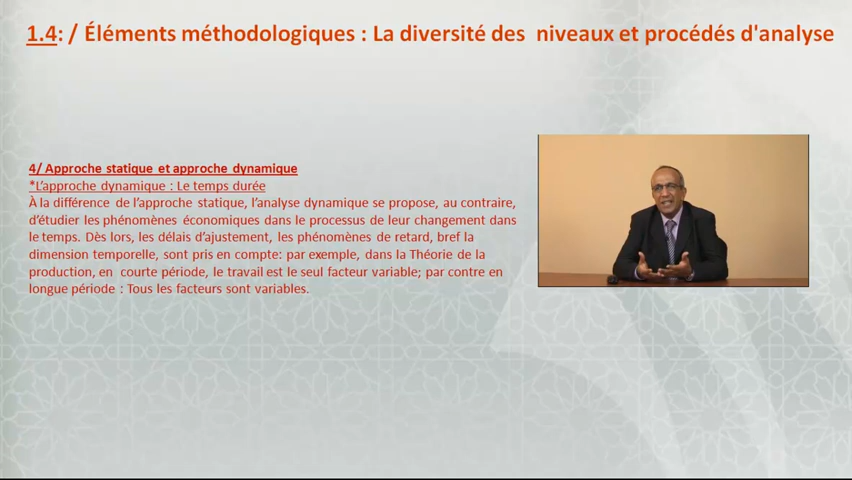 1.4: / Éléments méthodologiques : La diversité des niveaux et procédés d'analyse
4/ Approche statique et approche dynamique
*L'approche dynamique : Le temps durée
À la différence de l'approche statique, l'analyse dynamique se propose, au contraire,
d'étudier les phénomènes économiques dans le processus de leur changement dans
le temps. Dès lors, les délais d'ajustement, les phénomènes de retard, bref la
dimension temporelle, sont pris en compte: par exemple, dans la Théorie de la
production, en courte période, le travail est le seul facteur variable; par contre en
longue période : Tous les facteurs sont variables.